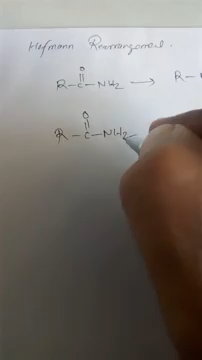 Hofmann Rearrangement.
O
R-C-NH2 → R-
O
R-C-NH2